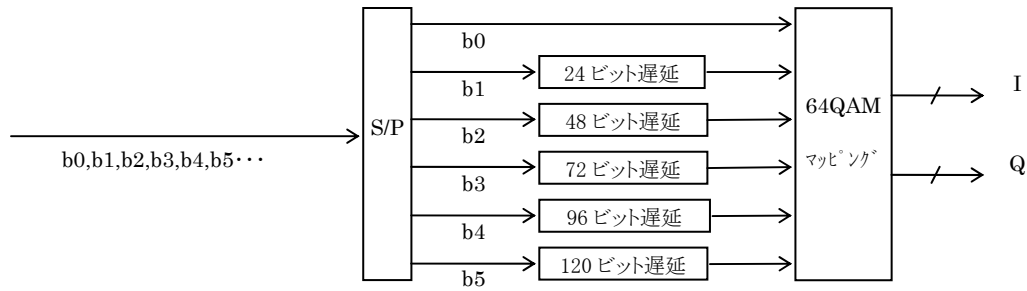 b0,b1,b2,b3,b4,b5･･･
S/P
b0
b1
24 ビット遅延
b2
48 ビット遅延
b3
72 ビット遅延
b4
96 ビット遅延
b5
120 ビット遅延
64QAM
ﾏｯﾋﾟﾝｸﾞ
I
Q